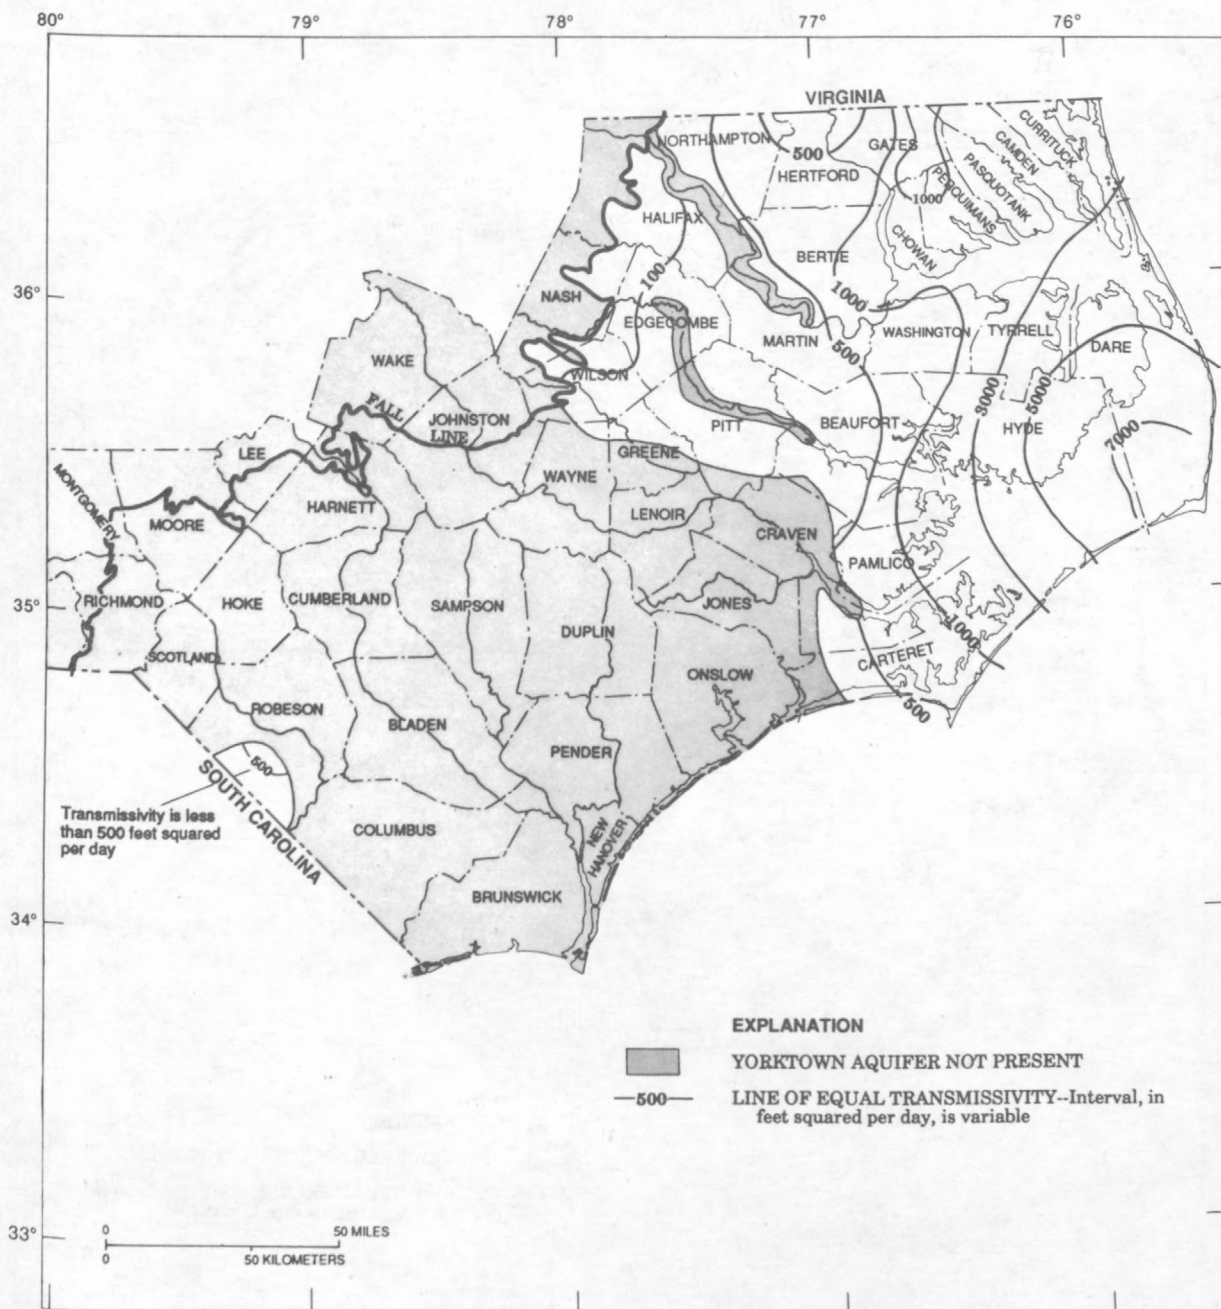 80°
79°
78°
77°
76°
VIRGINIA
NORTHAMPTON
500
GATES
HERTFORD
CURRITUCK
CAMDEN
PASQUOTANK
PERQUIMANS
1000
CHOWAN
HALIFAX
BERTIE
36°
100
NASH
EDGECOMBE
1000
MARTIN
500
WASHINGTON
TYRRELL
DARE
WAKE
WILSON
FALL
LINE
JOHNSTON
PITT
BEAUFORT
3000
5000
HYDE
7000
LEE
GREENE
MONTGOMERY
MOORE
HARNETT
WAYNE
LENOIR
CRAVEN
PAMLICO
35°
RICHMOND
HOKE
CUMBERLAND
SAMPSON
JONES
DUPLIN
SCOTLAND
1000
CARTERET
ONSLOW
500
ROBESON
BLADEN
PENDER
500
SOUTH CAROLINA
Transmissivity is less
than 500 feet squared
per day
COLUMBUS
NEW
HANOVER
BRUNSWICK
34°
EXPLANATION
YORKTOWN AQUIFER NOT PRESENT
500
LINE OF EQUAL TRANSMISSIVITY--Interval, in
feet squared per day, is variable
33°
0 50 MILES
0 50 KILOMETERS